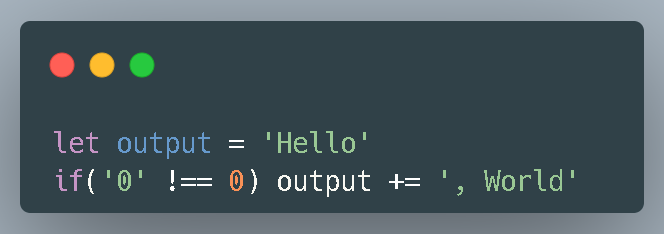 let output = 'Hello'
if('0' !== 0) output += ', World'